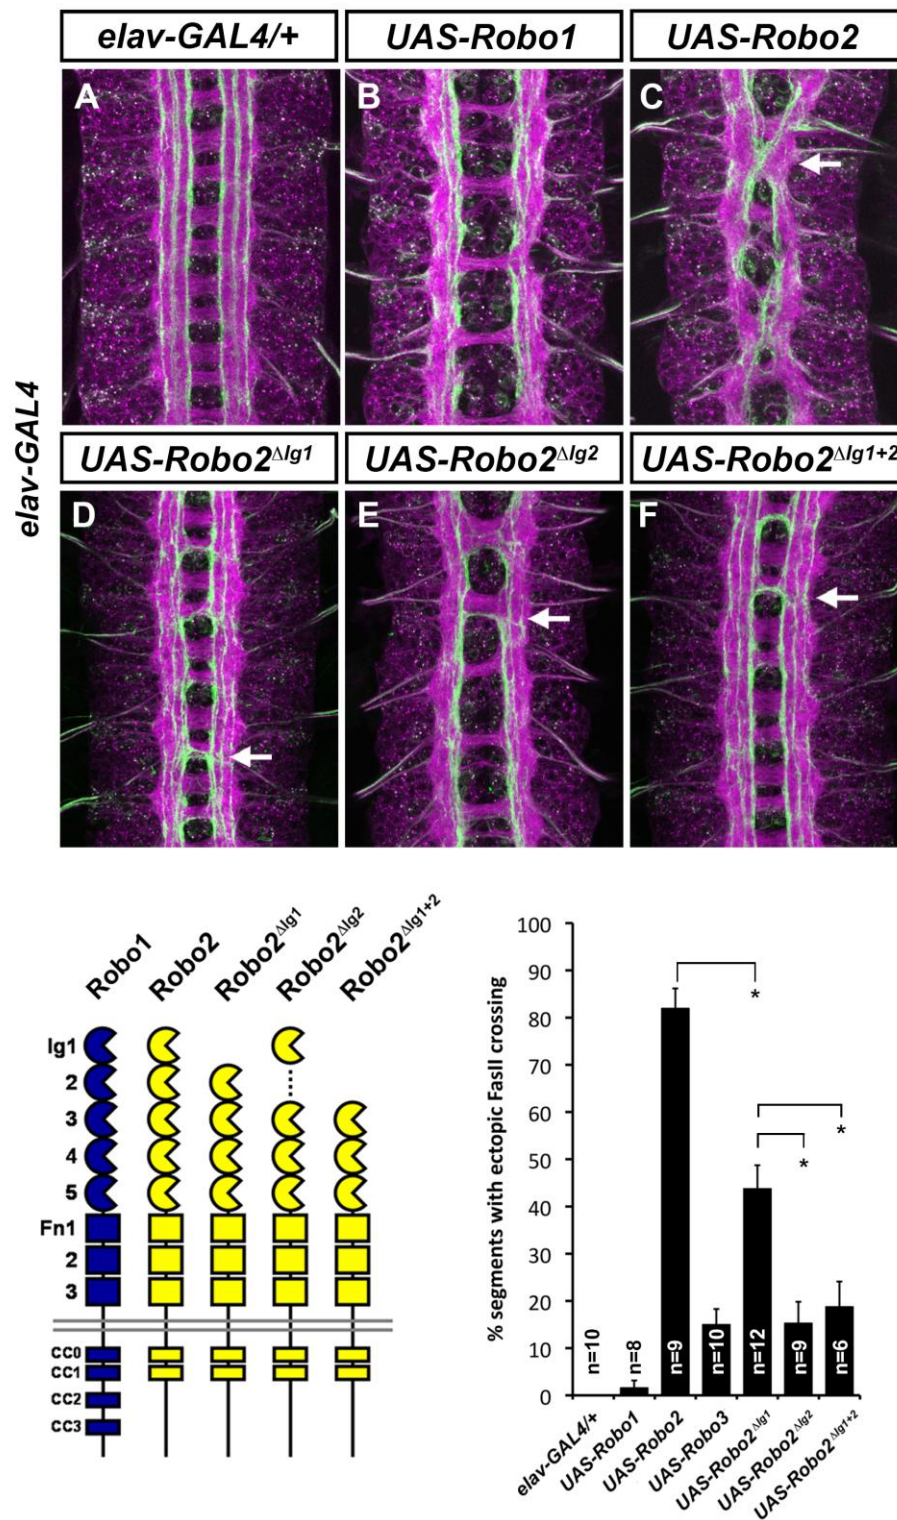 elav-GAL4/+ UAS-Robo1 UAS-Robo2
A B C
elav-GAL4
UAS-Robo2ΔIg1 UAS-Robo2ΔIg2 UAS-Robo2ΔIg1+2
D E F
Robo1 Robo2 Robo2ΔIg1 Robo2ΔIg2 Robo2ΔIg1+2
Ig1
2
3
4
5
Fn1
2
3
CC0
CC1
CC2
CC3
% segments with ectopic FasII crossing
100
90
80
70
60
50
40
30
20
10
0
*
*
*
n=10 n=8 n=9 n=10 n=12 n=9 n=6
elav-GAL4/+ UAS-Robo1 UAS-Robo2 UAS-Robo3 UAS-Robo2ΔIg1 UAS-Robo2ΔIg2 UAS-Robo2ΔIg1+2